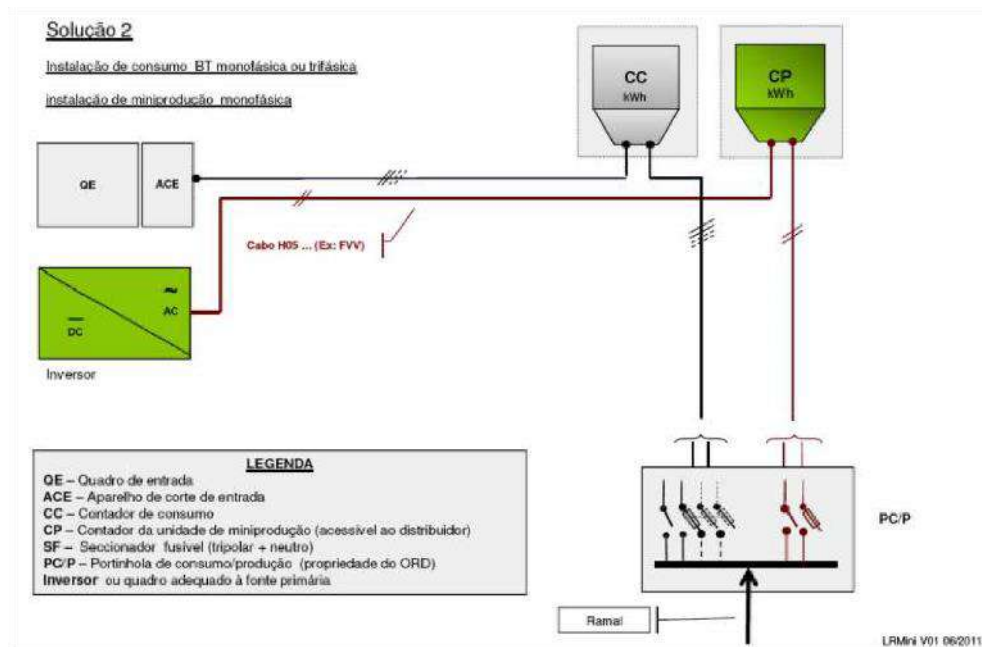 Solução 2
Instalação de consumo BT monofásica ou trifásica
instalação de miniprodução monofásica
CC
kWh
CP
kWh
QE
ACE
Cabo H05 ... (Ex: FVV)
~
AC
DC
Inversor
LEGENDA
QE – Quadro de entrada
ACE – Aparelho de corte de entrada
CC – Contador de consumo
CP – Contador da unidade de miniprodução (acessível ao distribuidor)
SF – Seccionador fusível (tripolar + neutro)
PC/P – Portinhola de consumo/produção (propriedade do ORD)
Inversor ou quadro adequado à fonte primária
PC/P
Ramal
LRMini V01 06/2011